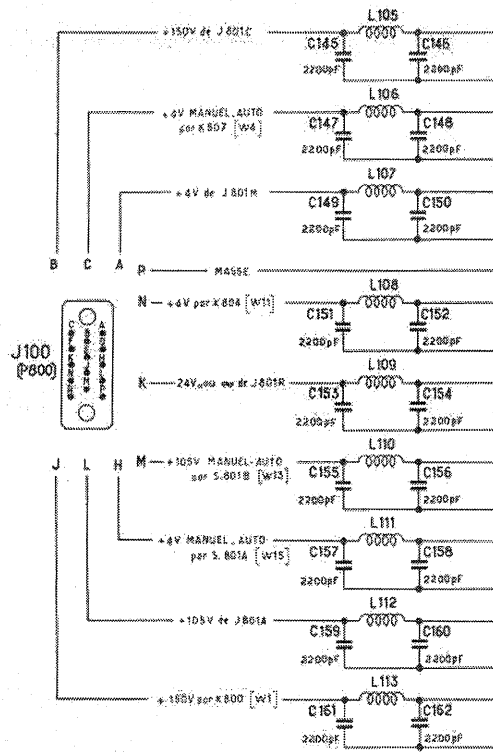 L105
+150V de J801C
C145
C146
2200pF
2200pF
L106
+4V MANUEL-AUTO
par K807 [W4]
C147
C148
2200pF
2200pF
L107
+4V de J801H
C149
C150
2200pF
2200pF
B C A
P MASSE
L108
N +4V par K804 [W11]
C151
C152
2200pF
2200pF
J100
(P800)
L109
K 24V ou de J801R
C153
C154
2200pF
2200pF
L110
J L H M +105V MANUEL-AUTO
par S.801B [W13]
C155
C156
2200pF
2200pF
L111
+4V MANUEL-AUTO
par S.801A [W15]
C157
C158
2200pF
2200pF
L112
+105V de J801A
C159
C160
2200pF
2200pF
L113
par K800 [W1]
C161
C162
2200pF
2200pF